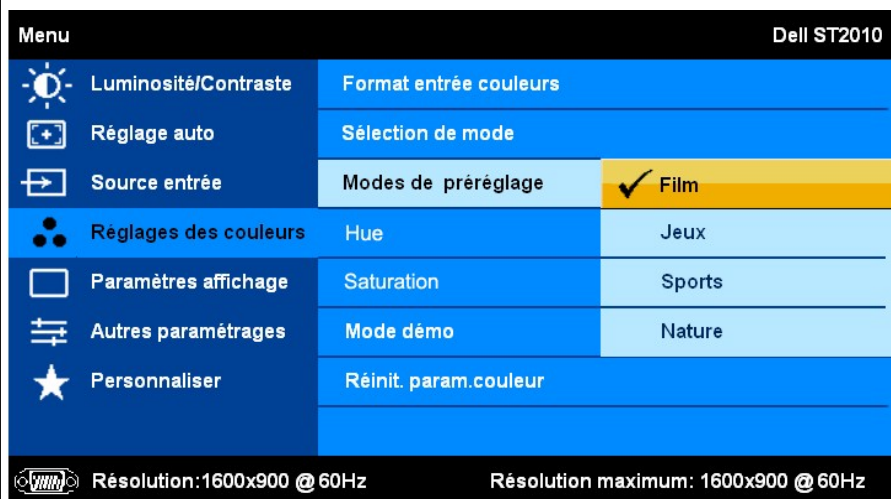 Menu Dell ST2010
Luminosité/Contraste Format entrée couleurs
Réglage auto Sélection de mode
Source entrée Modes de préréglage Film
Réglages des couleurs Hue Jeux
Paramètres affichage Saturation Sports
Autres paramétrages Mode démo Nature
Personnaliser Réinit. param.couleur
Résolution:1600x900 @60Hz Résolution maximum: 1600x900 @60Hz